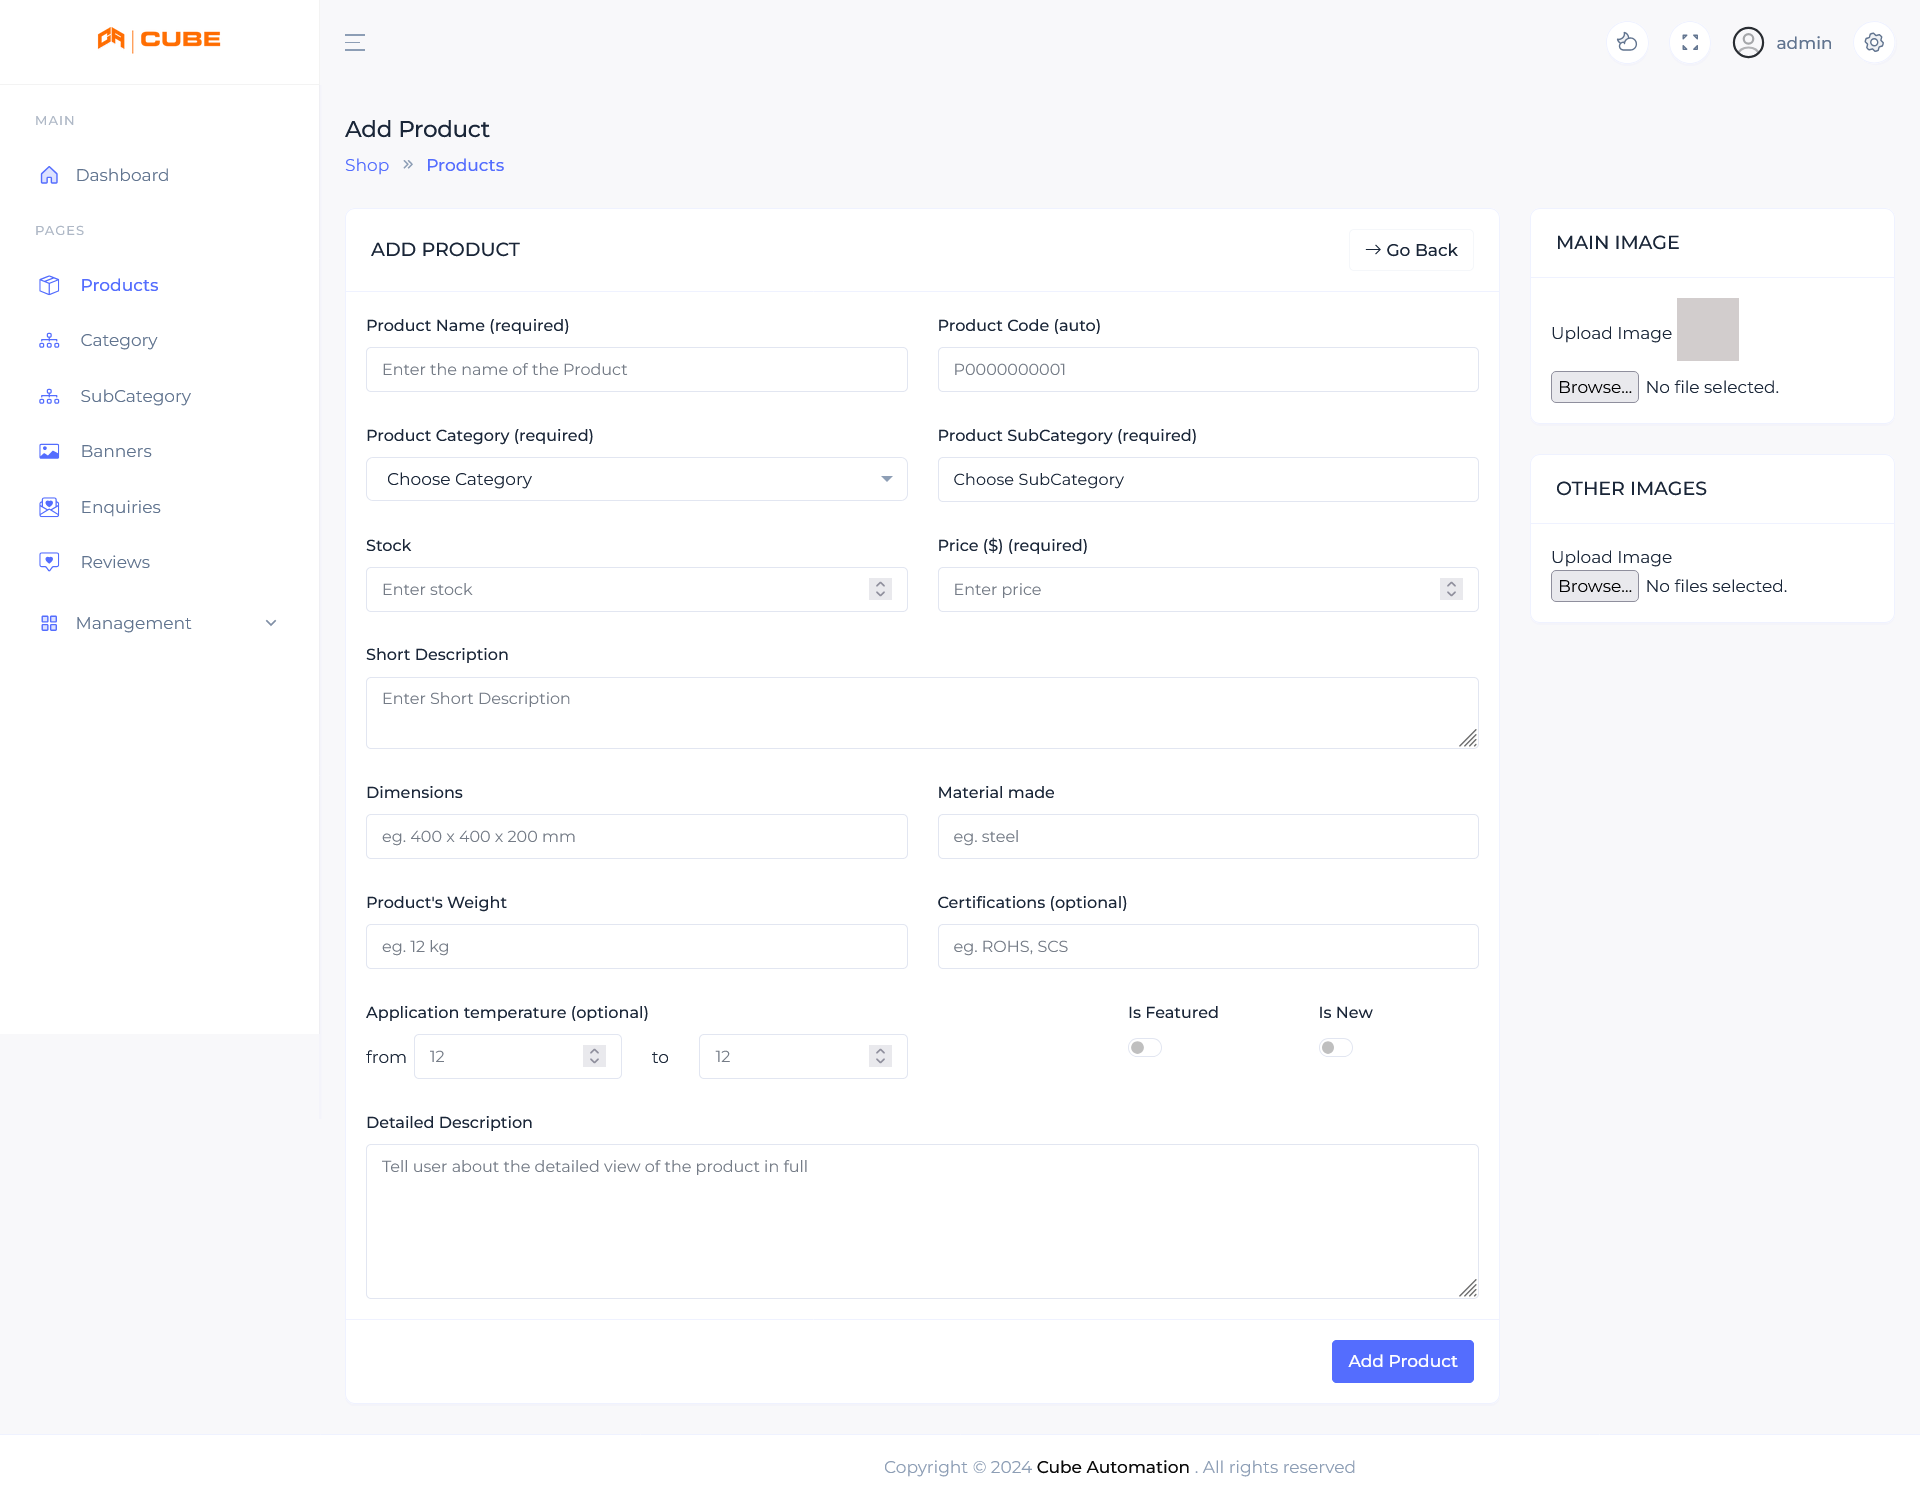 CUBE
admin
MAIN
Dashboard
PAGES
Products
Category
SubCategory
Banners
Enquiries
Reviews
Management
Add Product
Shop » Products
ADD PRODUCT
→ Go Back
Product Name (required)
Product Code (auto)
Enter the name of the Product
P0000000001
Product Category (required)
Product SubCategory (required)
Choose Category
Choose SubCategory
Stock
Price ($) (required)
Enter stock
Enter price
Short Description
Enter Short Description
Dimensions
Material made
eg. 400 x 400 x 200 mm
eg. steel
Product's Weight
Certifications (optional)
eg. 12 kg
eg. ROHS, SCS
Application temperature (optional)
Is Featured
Is New
from 12 to 12
Detailed Description
Tell user about the detailed view of the product in full
Add Product
MAIN IMAGE
Upload Image
Browse... No file selected.
OTHER IMAGES
Upload Image
Browse... No files selected.
Copyright © 2024 Cube Automation . All rights reserved